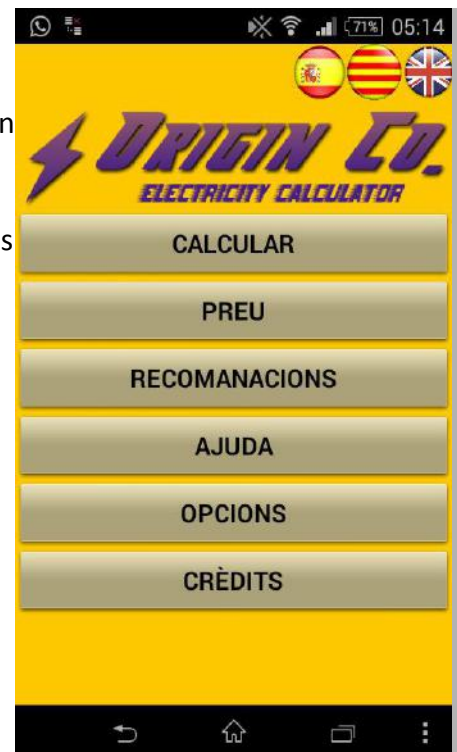 71% 05:14
n
ORIGIN CO.
ELECTRICITY CALCULATOR
s
CALCULAR
PREU
RECOMANACIONS
AJUDA
OPCIONS
CRÈDITS